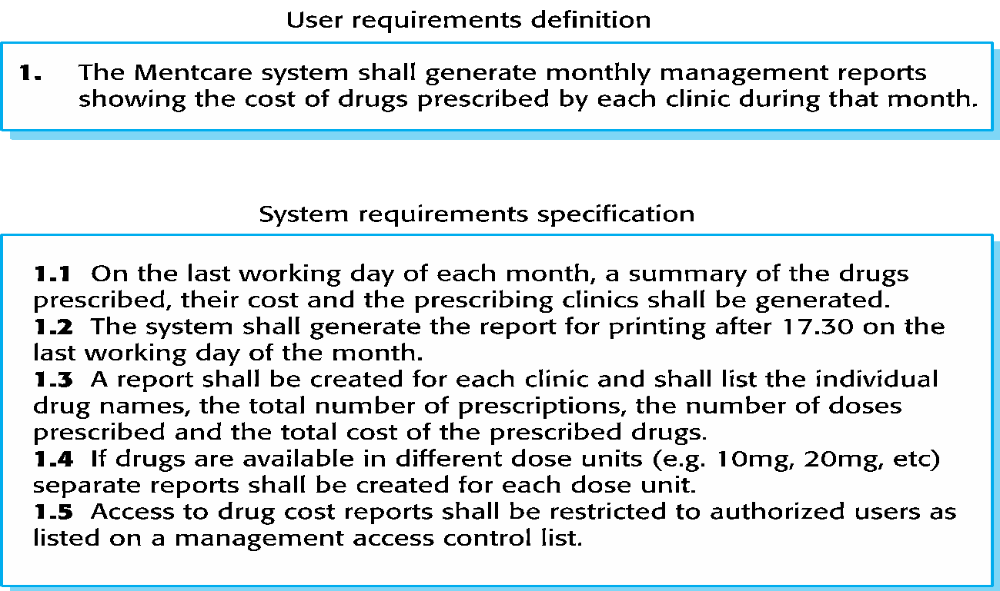 User requirements definition
1. The Mentcare system shall generate monthly management reports
showing the cost of drugs prescribed by each clinic during that month.
System requirements specification
1.1 On the last working day of each month, a summary of the drugs
prescribed, their cost and the prescribing clinics shall be generated.
1.2 The system shall generate the report for printing after 17.30 on the
last working day of the month.
1.3 A report shall be created for each clinic and shall list the individual
drug names, the total number of prescriptions, the number of doses
prescribed and the total cost of the prescribed drugs.
1.4 If drugs are available in different dose units (e.g. 10mg, 20mg, etc)
separate reports shall be created for each dose unit.
1.5 Access to drug cost reports shall be restricted to authorized users as
listed on a management access control list.